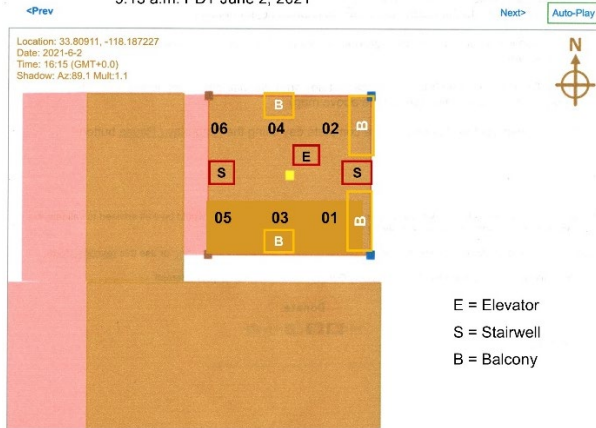 9:15 a.m. PDT June 2, 2021
<Prev
Next>
Auto-Play
Location: 33.80911, -118.187227
Date: 2021-6-2
Time: 16:15 (GMT+0.0)
Shadow: Az:89.1 Mult:1.1
N
B
06
04
02
B
E
S
S
05
03
01
B
B
E = Elevator
S = Stairwell
B = Balcony